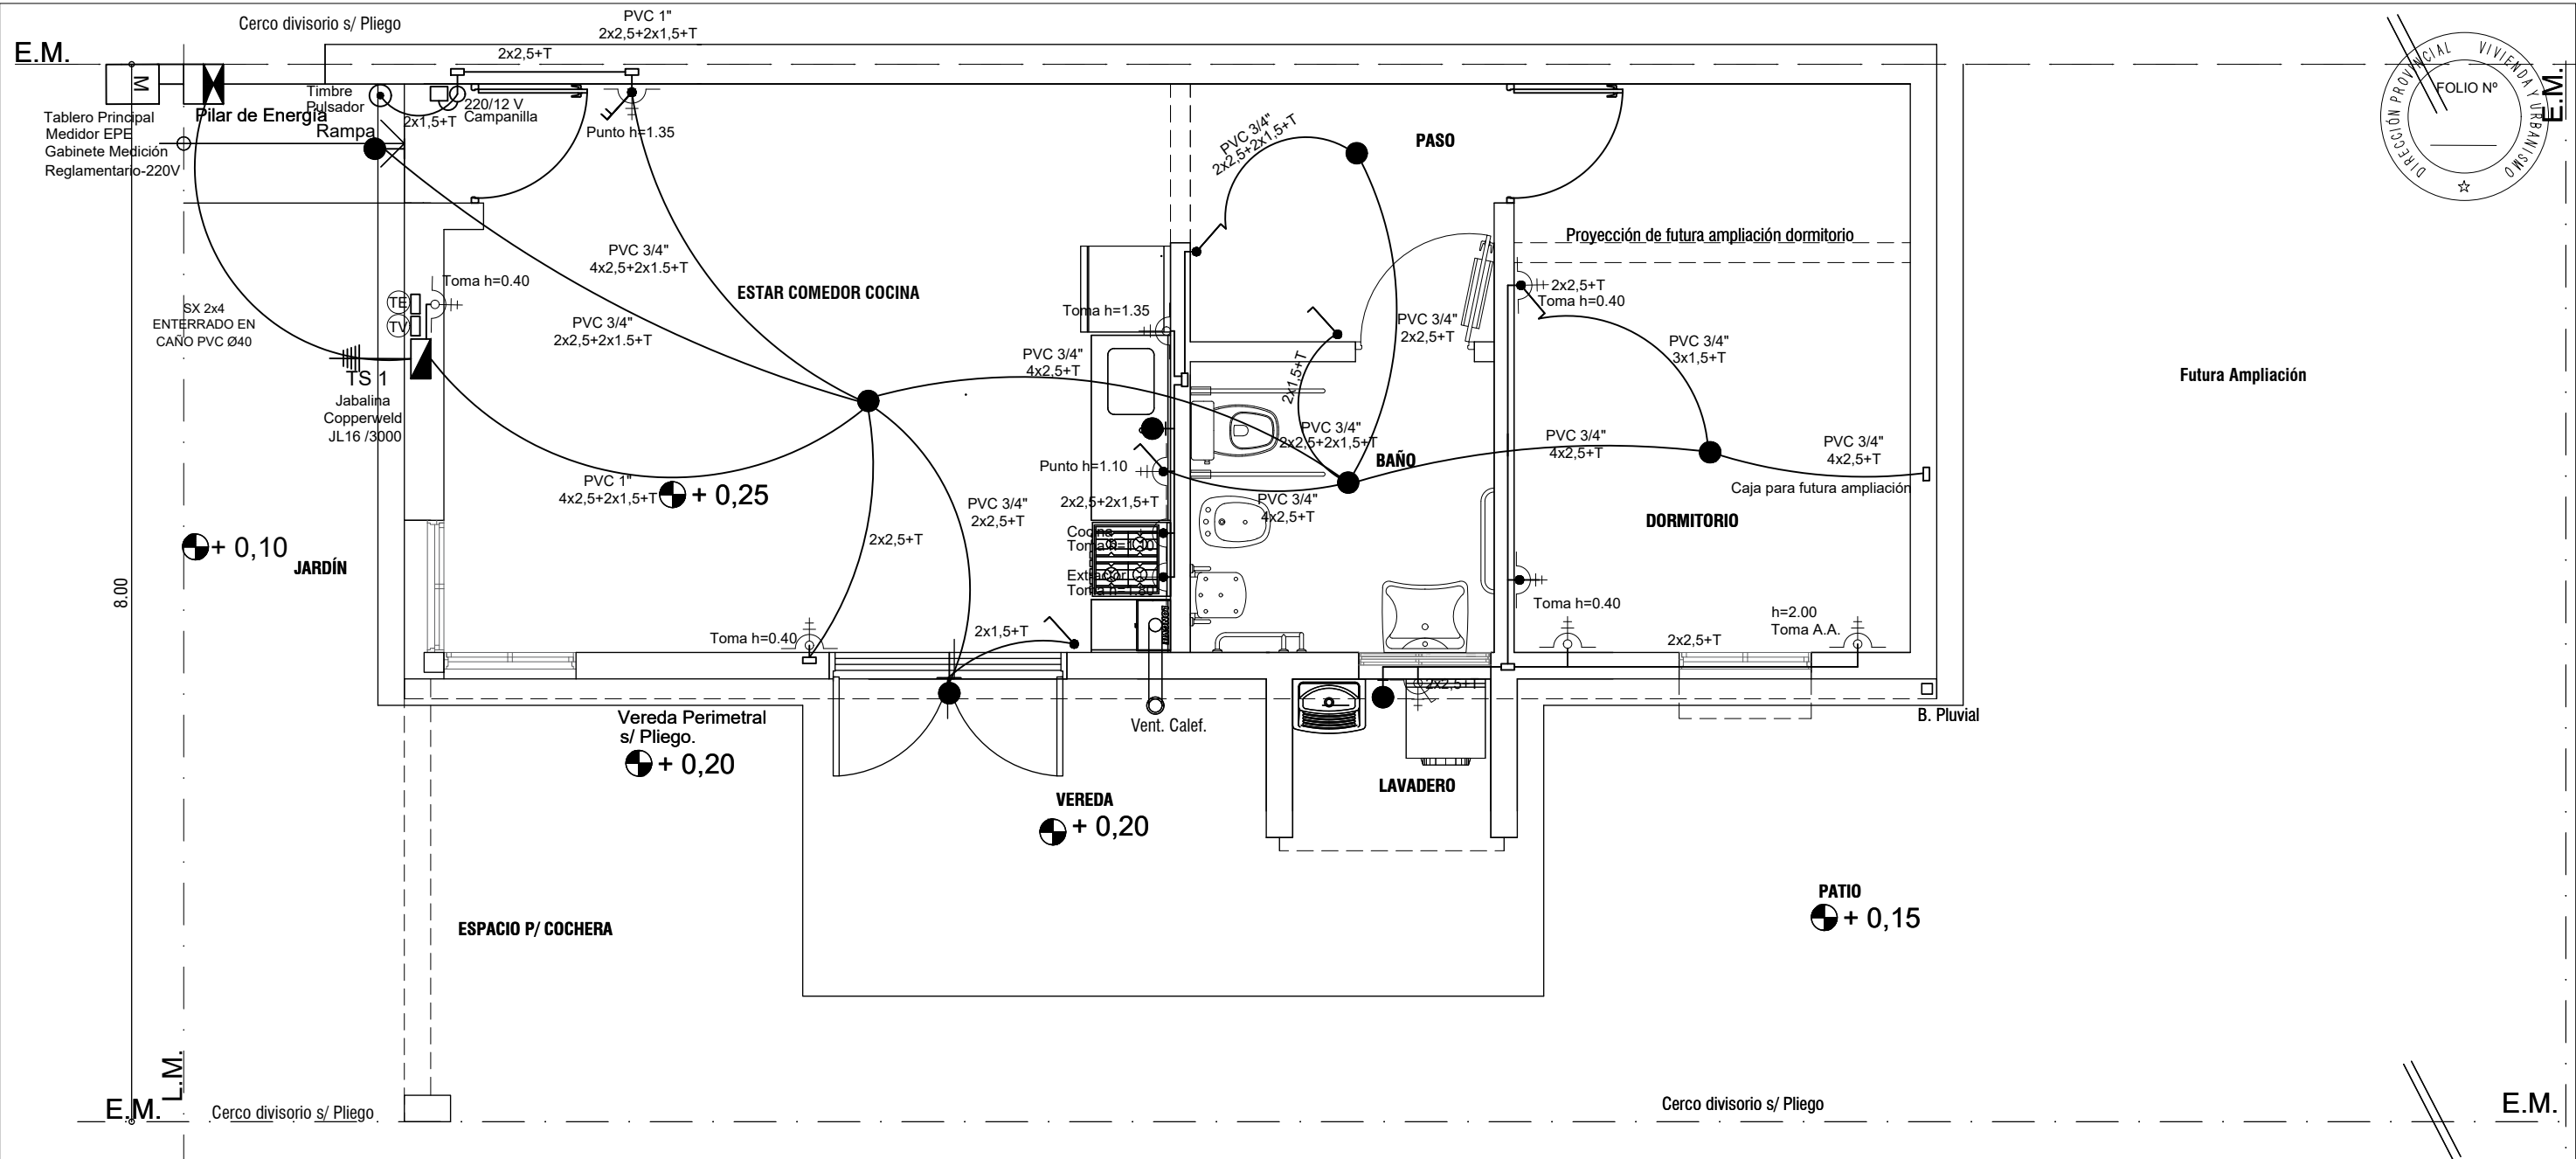 Cerco divisorio s/ Pliego
PVC 1"
2x2,5+2x1,5+T
2x2,5+T
E.M.
M
Timbre
Pulsador
2x1,5+T
220/12 V
Campanilla
Pilar de Energía
Rampa
Tablero Principal
Medidor EPE
Gabinete Medición
Reglamentario-220V
Punto h=1.35
PVC 3/4"
2x2,5+2x1,5+T
PASO
DIRECCIÓN PROVINCIAL VIVIENDA Y URBANISMO
FOLIO Nº
E.M.
Proyección de futura ampliación dormitorio
PVC 3/4"
4x2,5+2x1.5+T
Toma h=0.40
ESTAR COMEDOR COCINA
TE
TV
SX 2x4
ENTERRADO EN
CAÑO PVC Ø40
PVC 3/4"
2x2,5+2x1.5+T
Toma h=1.35
2x2,5+T
Toma h=0.40
PVC 3/4"
2x2,5+T
PVC 3/4"
3x1,5+T
PVC 3/4"
4x2,5+T
2x1,5+T
TS 1
Jabalina
Copperweld
JL16 /3000
Futura Ampliación
PVC 3/4"
2x2,5+2x1,5+T
BAÑO
PVC 3/4"
4x2,5+T
PVC 3/4"
4x2,5+T
Punto h=1.10
PVC 1"
4x2,5+2x1,5+T
+ 0,25
PVC 3/4"
2x2,5+T
2x2,5+2x1,5+T
PVC 3/4"
4x2,5+T
Caja para futura ampliación
DORMITORIO
Cocina
Extractor
2x2,5+T
+ 0,10
JARDÍN
8.00
Toma h=0.40
2x1,5+T
Toma h=0.40
h=2.00
Toma A.A.
2x2,5+T
2x2,5+T
Vereda Perimetral
s/ Pliego.
+ 0,20
Vent. Calef.
B. Pluvial
VEREDA
+ 0,20
LAVADERO
PATIO
+ 0,15
ESPACIO P/ COCHERA
L.M.
E.M.
Cerco divisorio s/ Pliego
Cerco divisorio s/ Pliego
E.M.